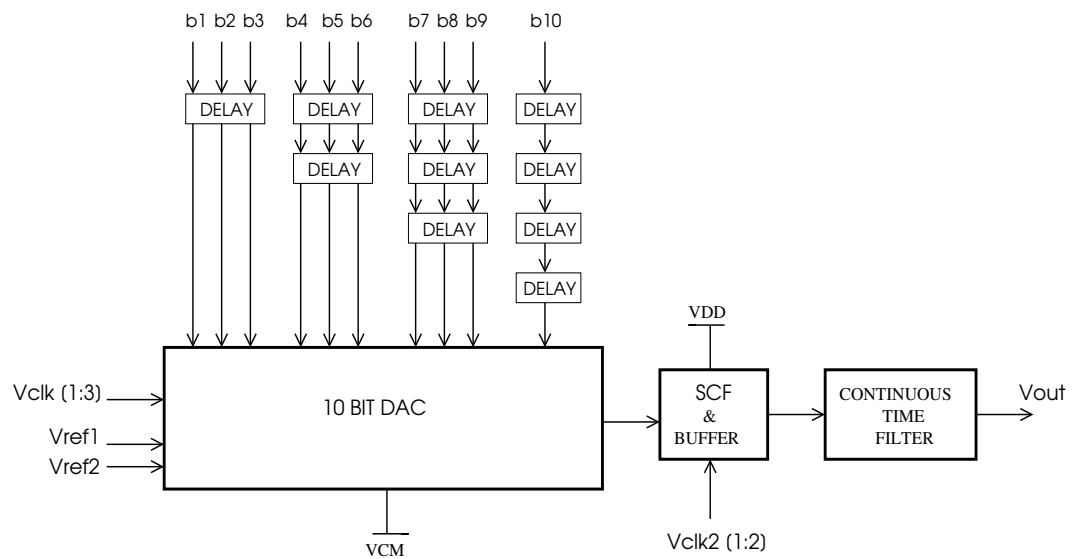 b1 b2 b3 b4 b5 b6 b7 b8 b9 b10
DELAY DELAY DELAY DELAY
DELAY DELAY DELAY
DELAY DELAY
DELAY
VDD
Vclk (1:3)
10 BIT DAC
SCF
&
BUFFER
CONTINUOUS
TIME
FILTER
Vout
Vref1
Vref2
VCM
Vclk2 (1:2)